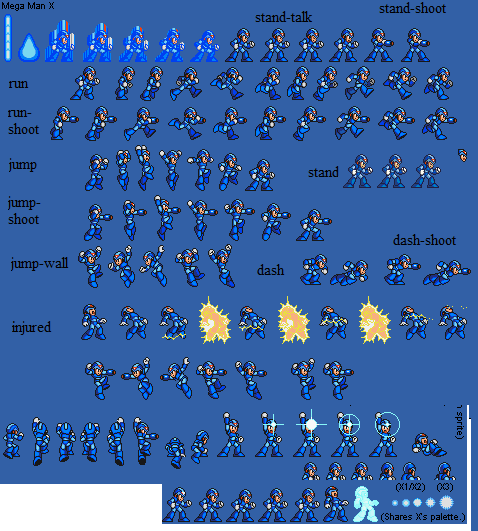 Mega Man X
stand-talk
stand-shoot
run
run-
shoot
jump
stand
jump-
shoot
dash-shoot
jump-wall
dash
injured
sprite)
(X1/X2)
(X3)
(Shares X's palette.)